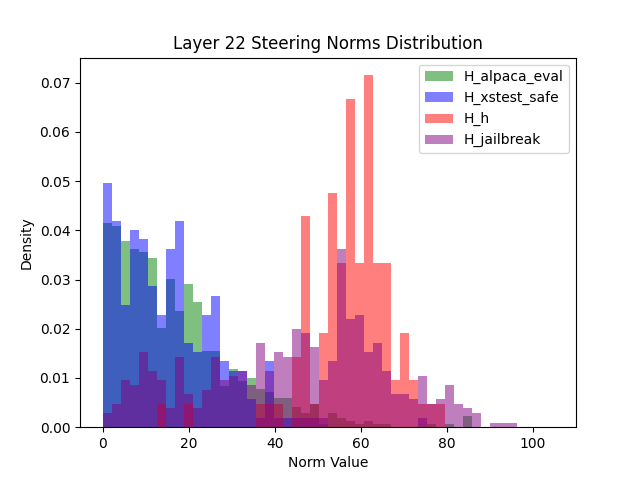 Layer 22 Steering Norms Distribution
H_alpaca_eval
H_xstest_safe
H_h
H_jailbreak
0.07
0.06
0.05
0.04
0.03
0.02
0.01
0.00
Density
0 20 40 60 80 100
Norm Value